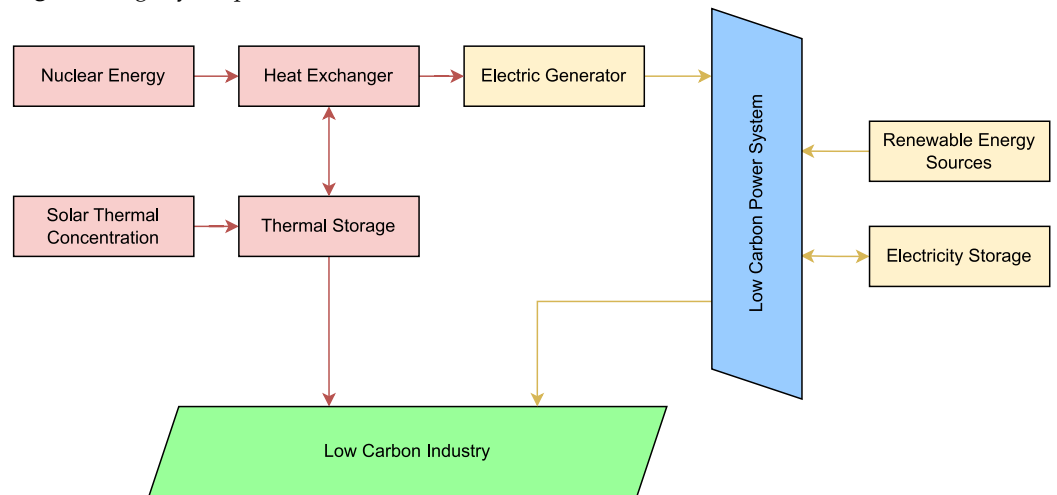 Nuclear Energy
Heat Exchanger
Electric Generator
Low Carbon Power System
Renewable Energy
Sources
Solar Thermal
Concentration
Thermal Storage
Electricity Storage
Low Carbon Industry